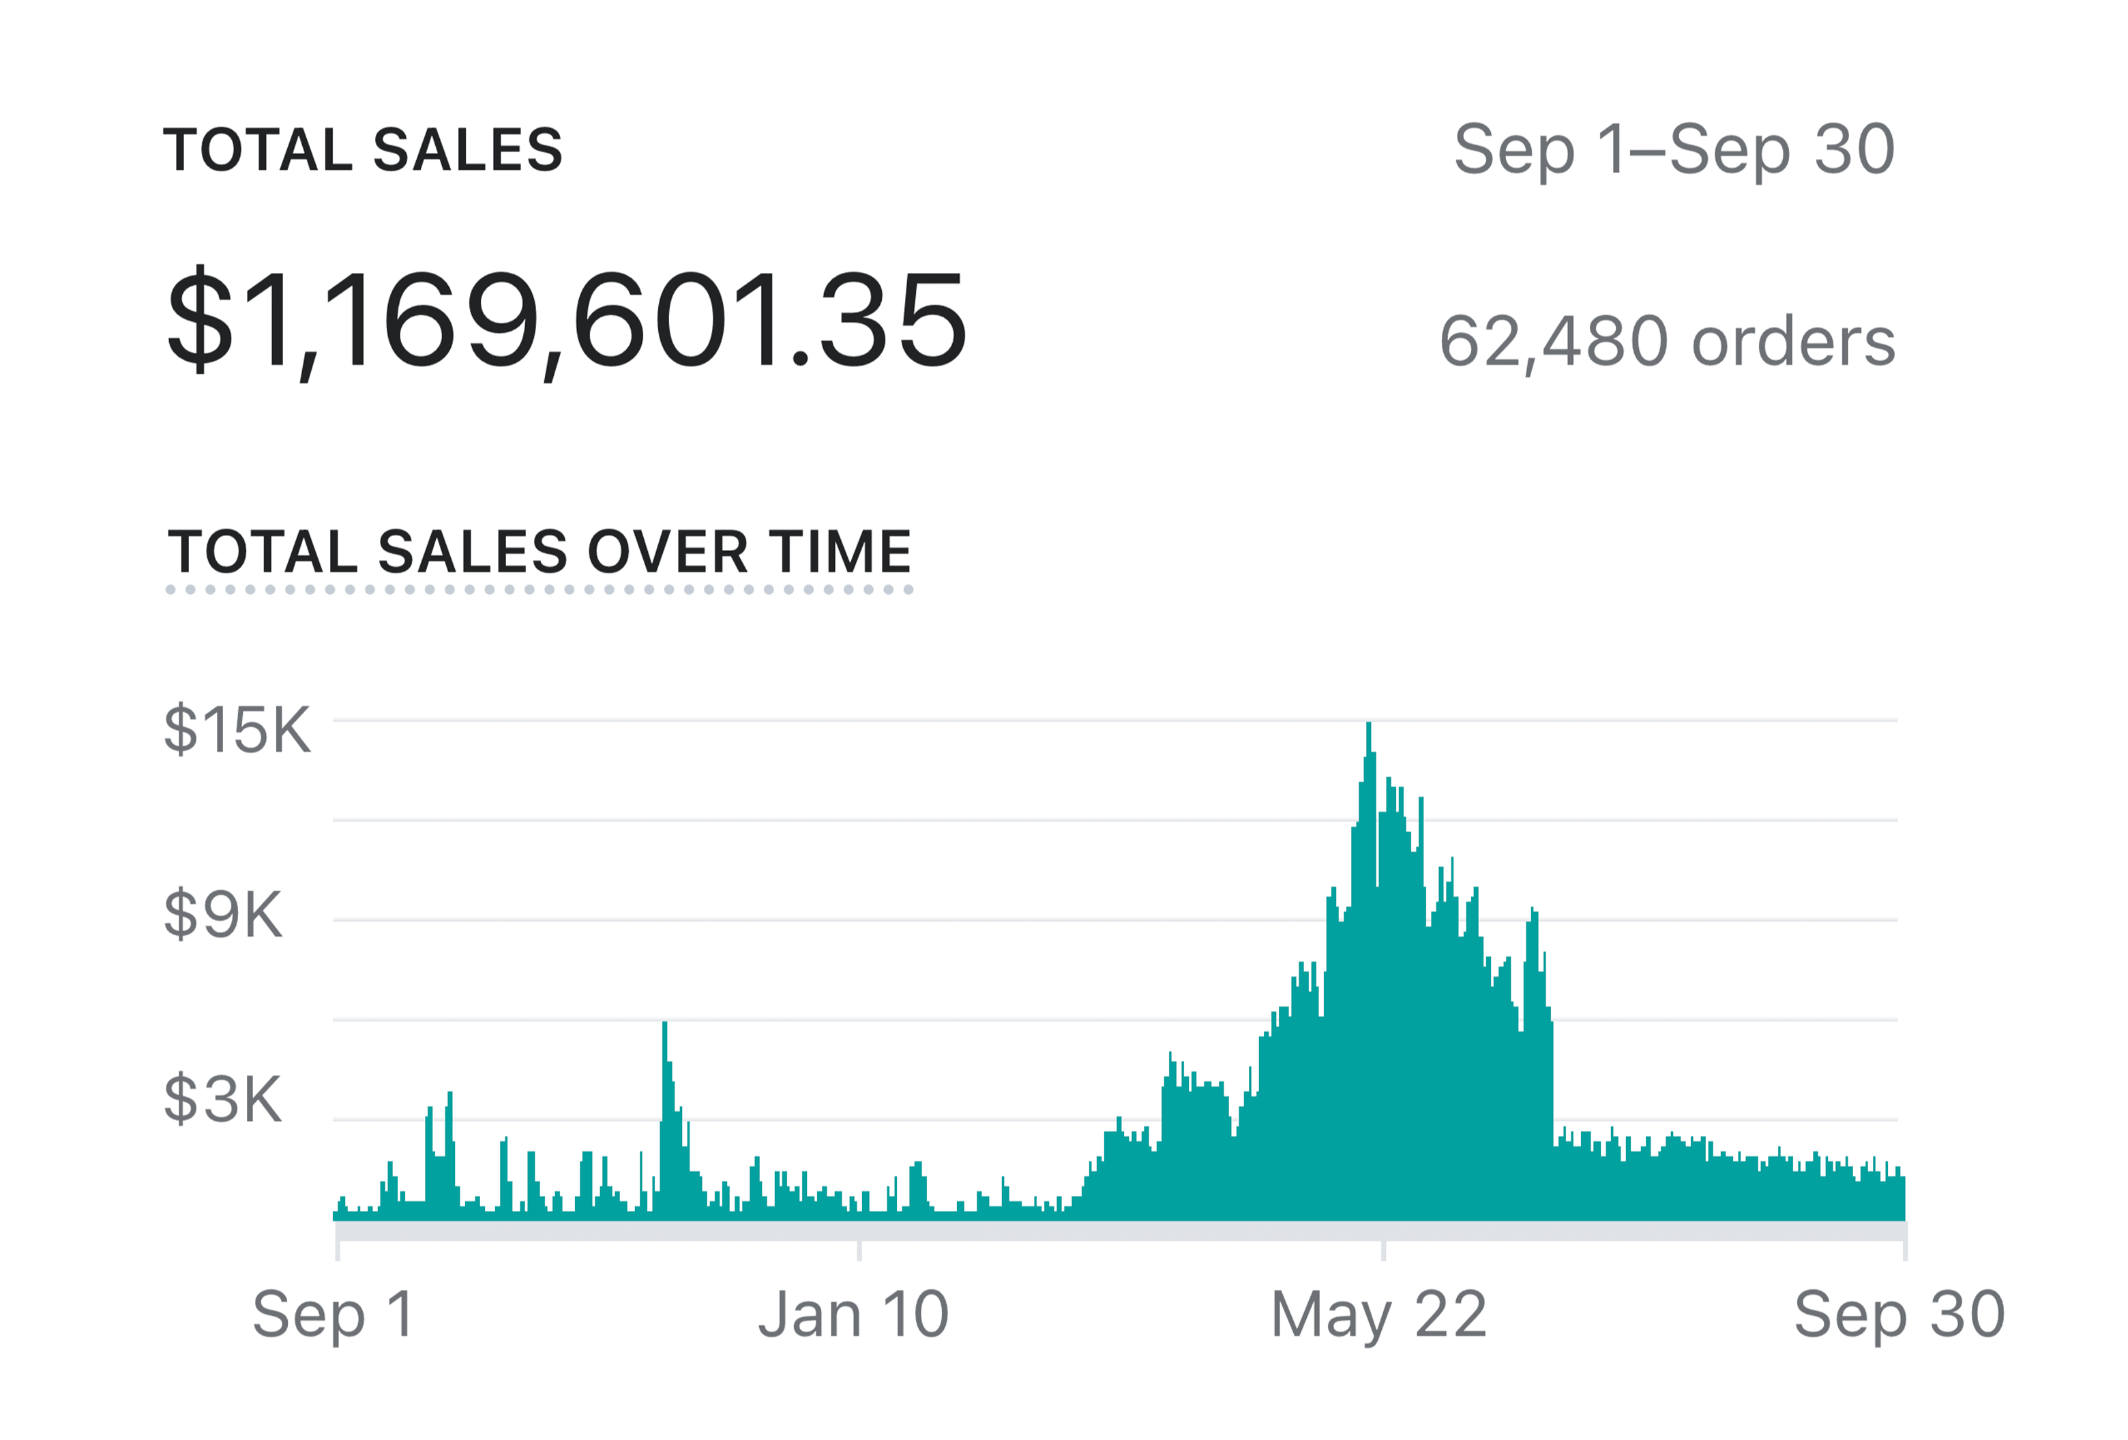 TOTAL SALES
Sep 1–Sep 30
$1,169,601.35
62,480 orders
TOTAL SALES OVER TIME
$15K
$9K
$3K
Sep 1
Jan 10
May 22
Sep 30